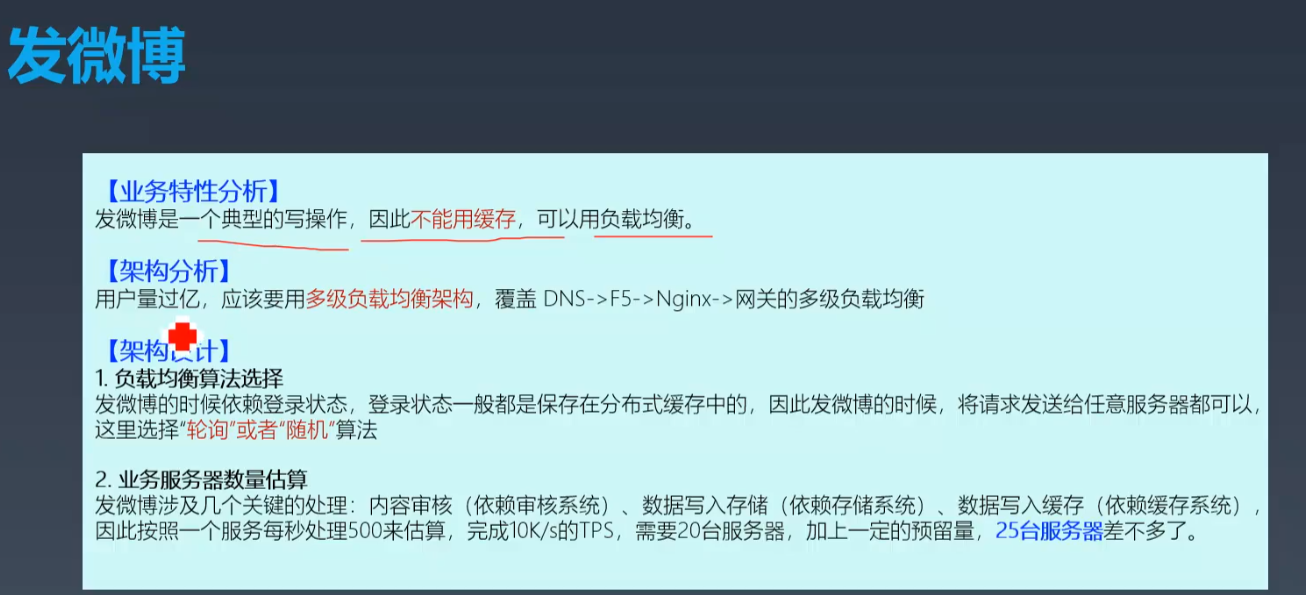 发微博
【业务特性分析】
发微博是一个典型的写操作，因此不能用缓存，可以用负载均衡。
【架构分析】
用户量过亿，应该要用多级负载均衡架构，覆盖 DNS->F5->Nginx->网关的多级负载均衡
【架构设计】
1. 负载均衡算法选择
发微博的时候依赖登录状态，登录状态一般都是保存在分布式缓存中的，因此发微博的时候，将请求发送给任意服务器都可以，
这里选择“轮询”或者“随机”算法
2. 业务服务器数量估算
发微博涉及几个关键的处理：内容审核（依赖审核系统）、数据写入存储（依赖存储系统）、数据写入缓存（依赖缓存系统），
因此按照一个服务每秒处理500来估算，完成10K/s的TPS，需要20台服务器，加上一定的预留量，25台服务器差不多了。